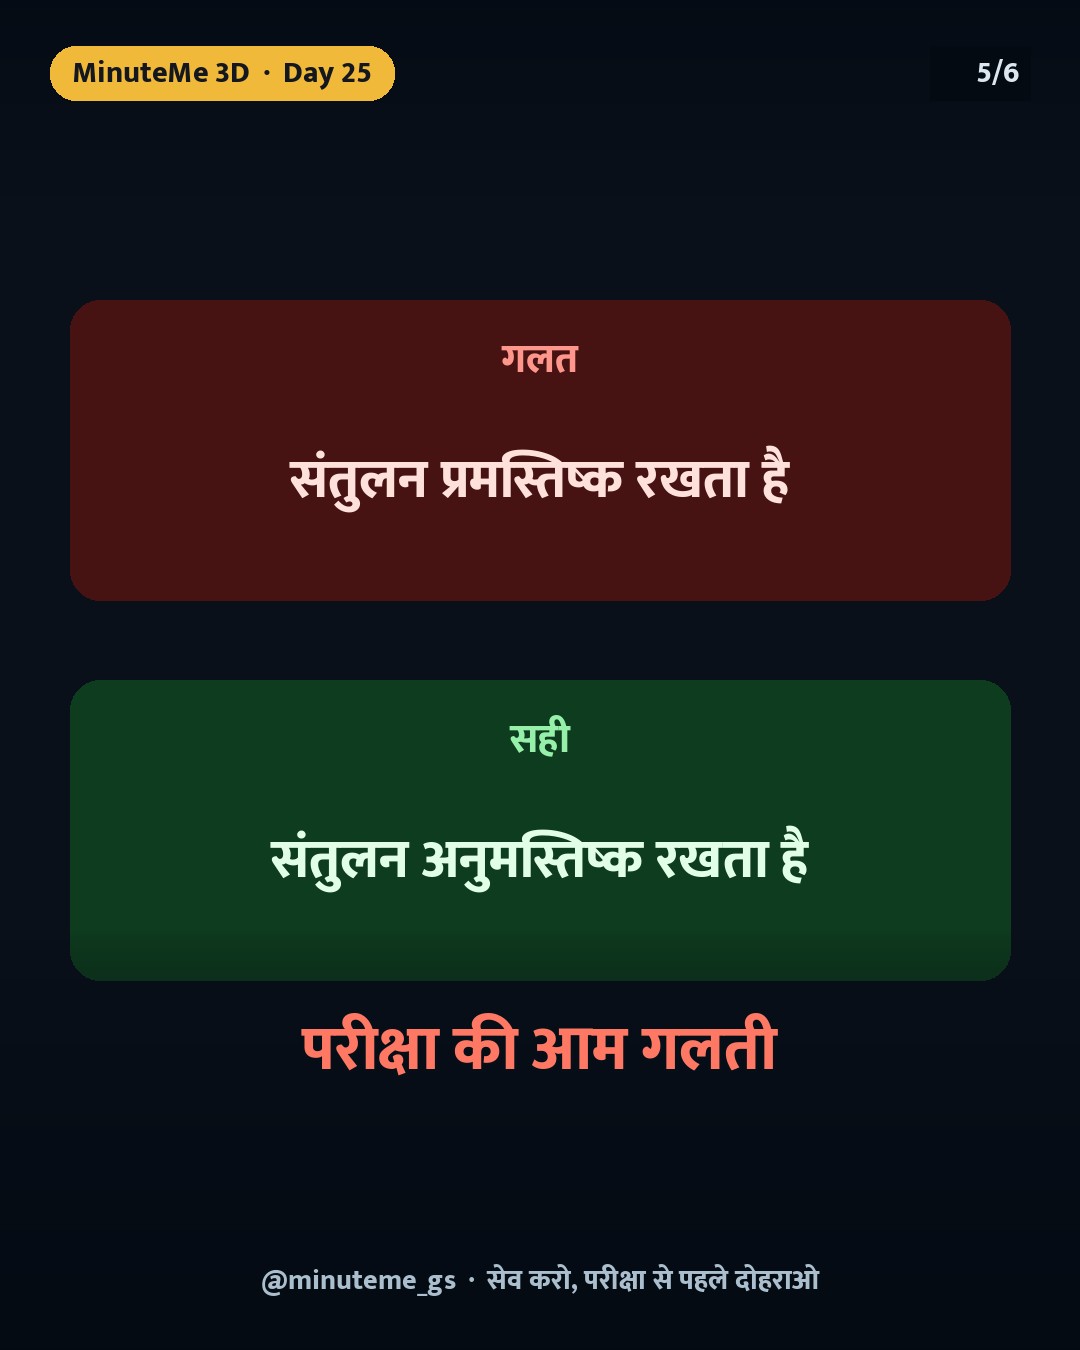 MinuteMe 3D · Day 25
5/6
गलत
संतुलन प्रमस्तिष्क रखता है
सही
संतुलन अनुमस्तिष्क रखता है
परीक्षा की आम गलती
@minuteme_gs · सेव करो, परीक्षा से पहले दोहराओ